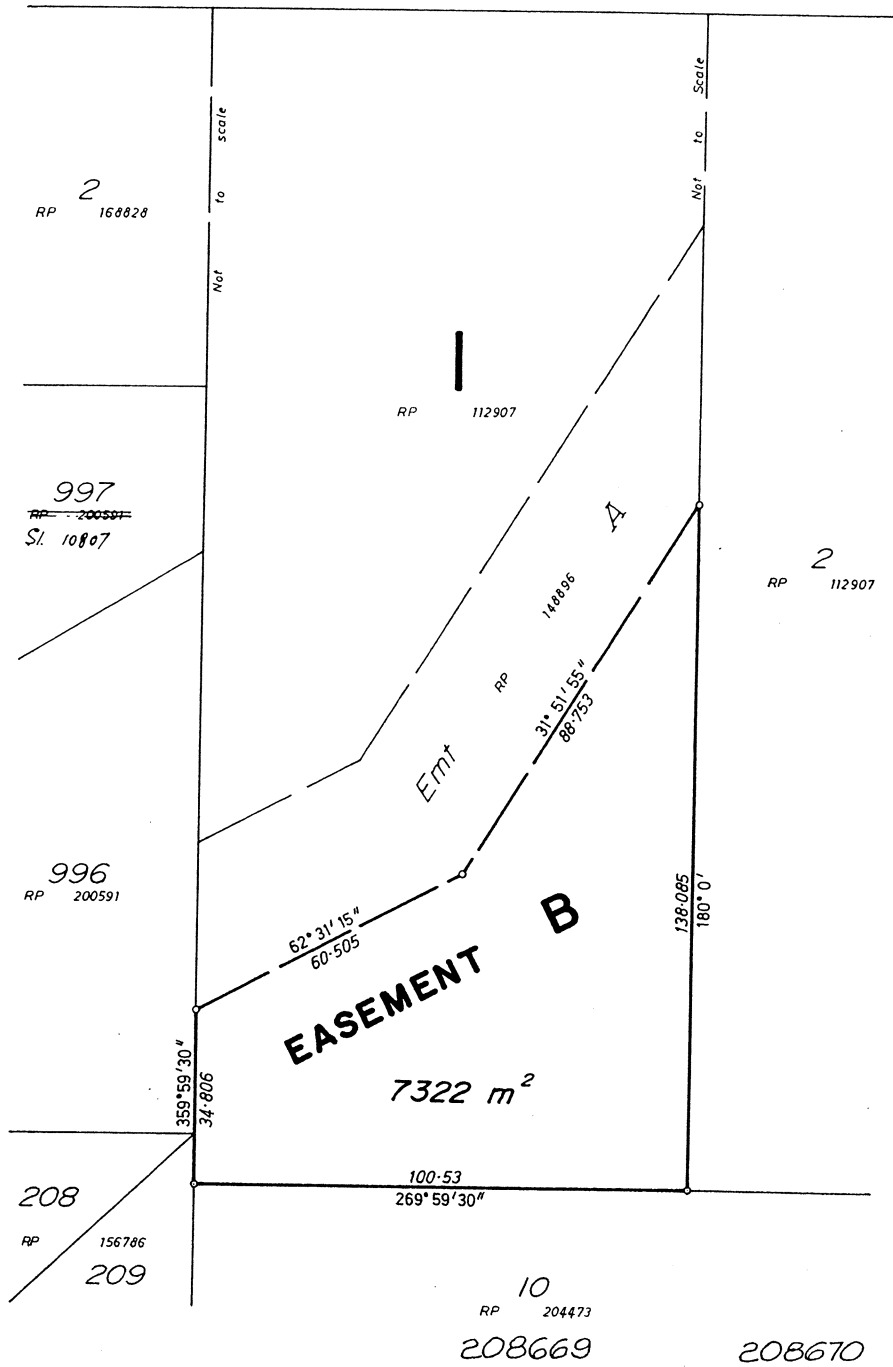 Not to scale
Not to Scale
2
RP 168828
1
RP 112907
997
RP 200591
Sl. 10807
A
148896
RP
Emt
2
RP 112907
31° 51′ 55″
88·753
996
RP 200591
62° 31′ 15″
60·505
138·085
180° 0′
EASEMENT B
359° 59′ 30″
34·806
7322 m²
100·53
269° 59′ 30″
208
RP 156786
209
10
RP 204473
208669 208670